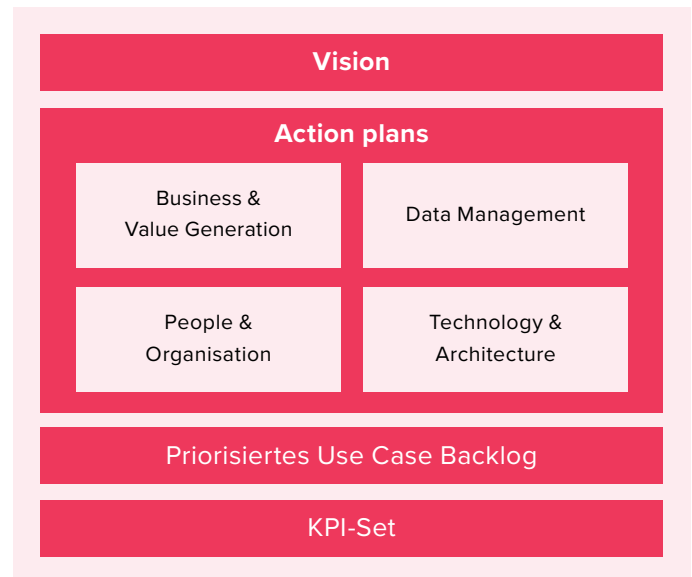 Vision
Action plans
Business &
Value Generation
Data Management
People &
Organisation
Technology &
Architecture
Priorisiertes Use Case Backlog
KPI-Set